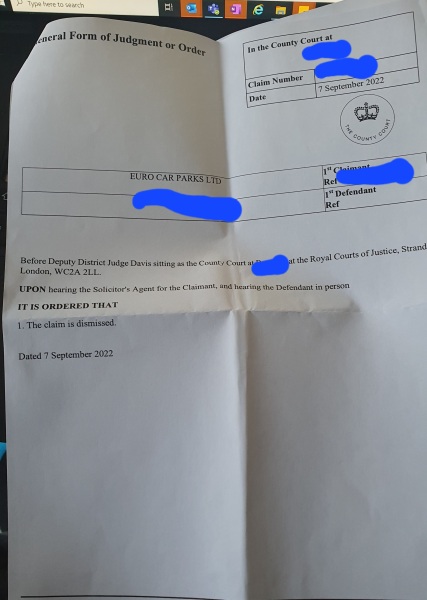 Type here to search
eneral Form of Judgment or Order
In the County Court at
Claim Number
Date
7 September 2022
THE COUNTY COURT
EURO CAR PARKS LTD
1st Claimant
Ref
1st Defendant
Ref
Before Deputy District Judge Davis sitting as the County Court at at the Royal Courts of Justice, Strand
London, WC2A 2LL.
UPON hearing the Solicitor's Agent for the Claimant, and hearing the Defendant in person
IT IS ORDERED THAT
1. The claim is dismissed.
Dated 7 September 2022